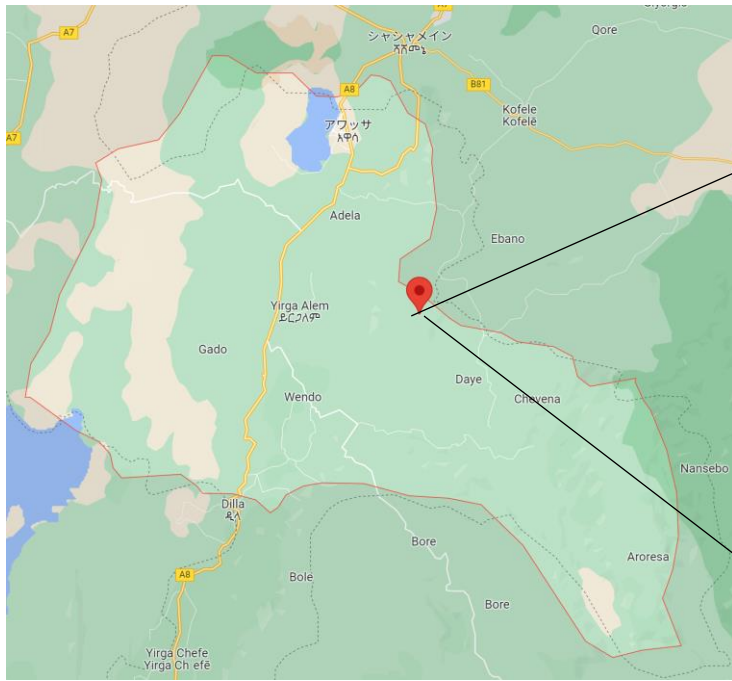 A7
シャシャメイン
ሻሸመኔ
Qore
A8
B81
Kofele
Kofelē
アワッサ
አዋሳ
A7
Adela
Ebano
Yirga Alem
ይርጋለም
Gado
Daye
Wendo
Chovena
Nansebo
Dilla
ዲላ
Bore
Aroresa
A8
Bole
Bore
Yirga Chefe
Yirga Ch'efē